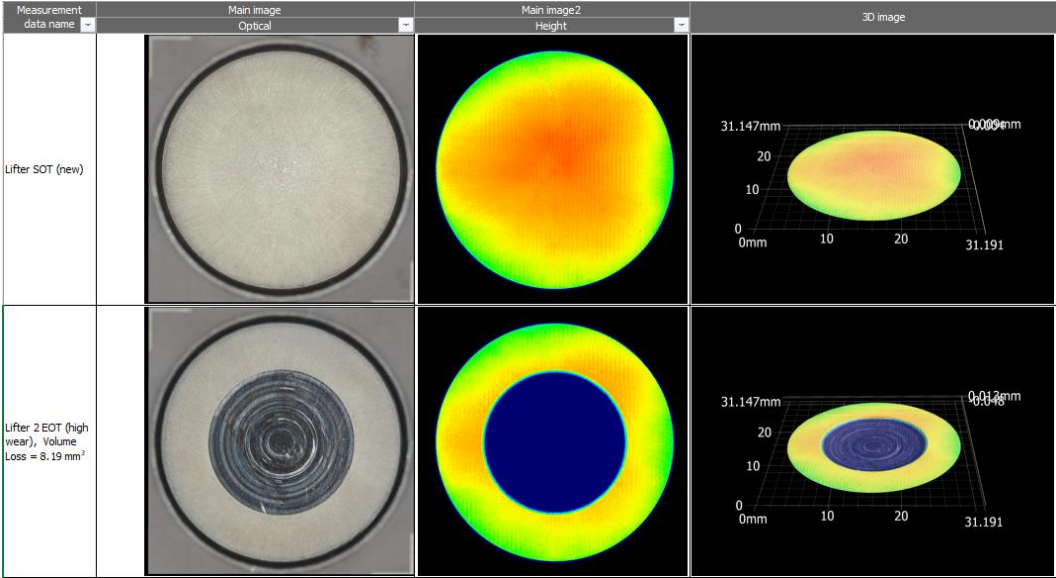 Measurement
data name
Main image
Optical
Main image2
Height
3D image
Lifter SOT (new)
31.147mm
20
10
0
0mm
10
20
31.191
Lifter 2 EOT (high
wear), Volume
Loss = 8.19 mm³
31.147mm
20
10
0
0mm
10
20
31.191